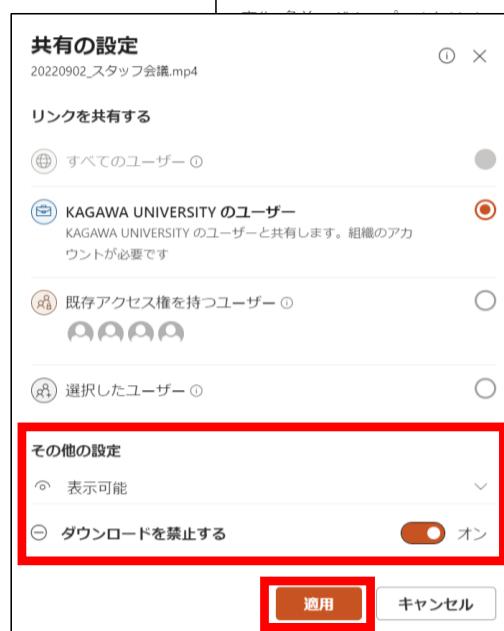 共有の設定
20220902_スタッフ会議.mp4
リンクを共有する
すべてのユーザー
KAGAWA UNIVERSITY のユーザー
KAGAWA UNIVERSITY のユーザーと共有します。組織のアカ
ウントが必要です
既存アクセス権を持つユーザー
選択したユーザー
その他の設定
表示可能
ダウンロードを禁止する オン
適用 キャンセル